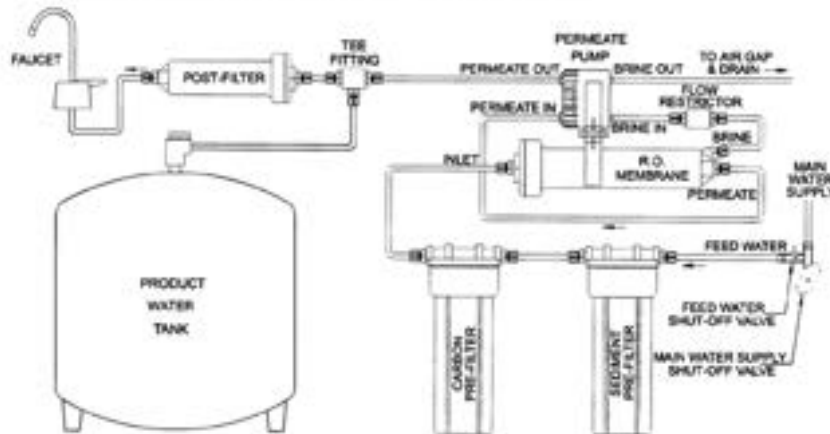 FAUCET
POST-FILTER
TEE
FITTING
PERMEATE
PUMP
PERMEATE OUT
BRINE OUT
TO AIR GAP
& DRAIN
FLOW
RESTRICTOR
PERMEATE IN
BRINE IN
BRINE
INLET
R.O.
MEMBRANE
PERMEATE
MAIN
WATER
SUPPLY
FEED WATER
PRODUCT
WATER
TANK
CARBON
PRE-FILTER
SEDIMENT
PRE-FILTER
FEED WATER
SHUT-OFF VALVE
MAIN WATER SUPPLY
SHUT-OFF VALVE